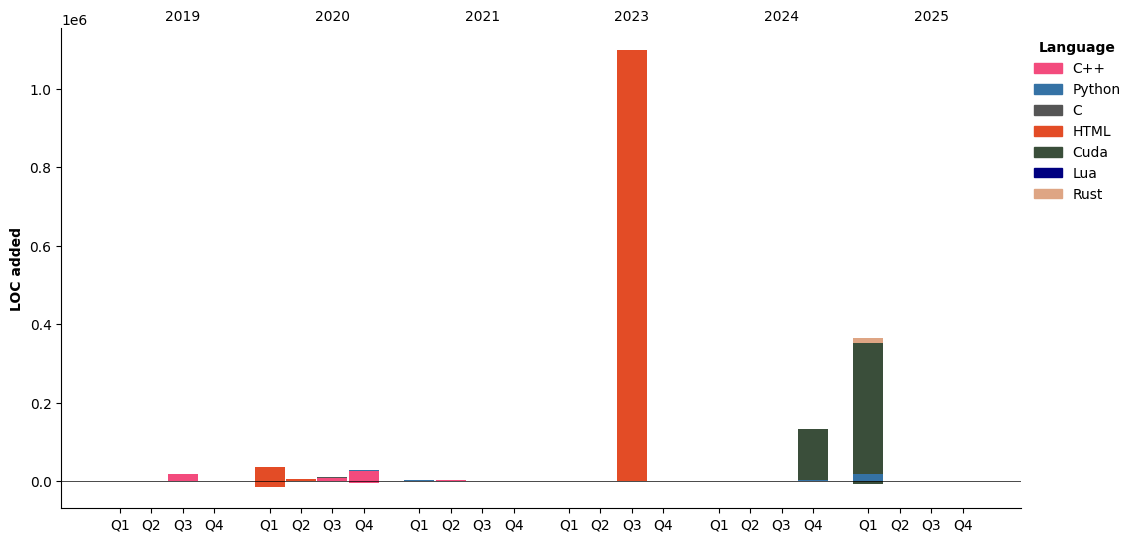 1e6
2019 2020 2021 2023 2024 2025
Language
C++
Python
C
HTML
Cuda
Lua
Rust
LOC added
1.0
0.8
0.6
0.4
0.2
0.0
Q1 Q2 Q3 Q4 Q1 Q2 Q3 Q4 Q1 Q2 Q3 Q4 Q1 Q2 Q3 Q4 Q1 Q2 Q3 Q4 Q1 Q2 Q3 Q4